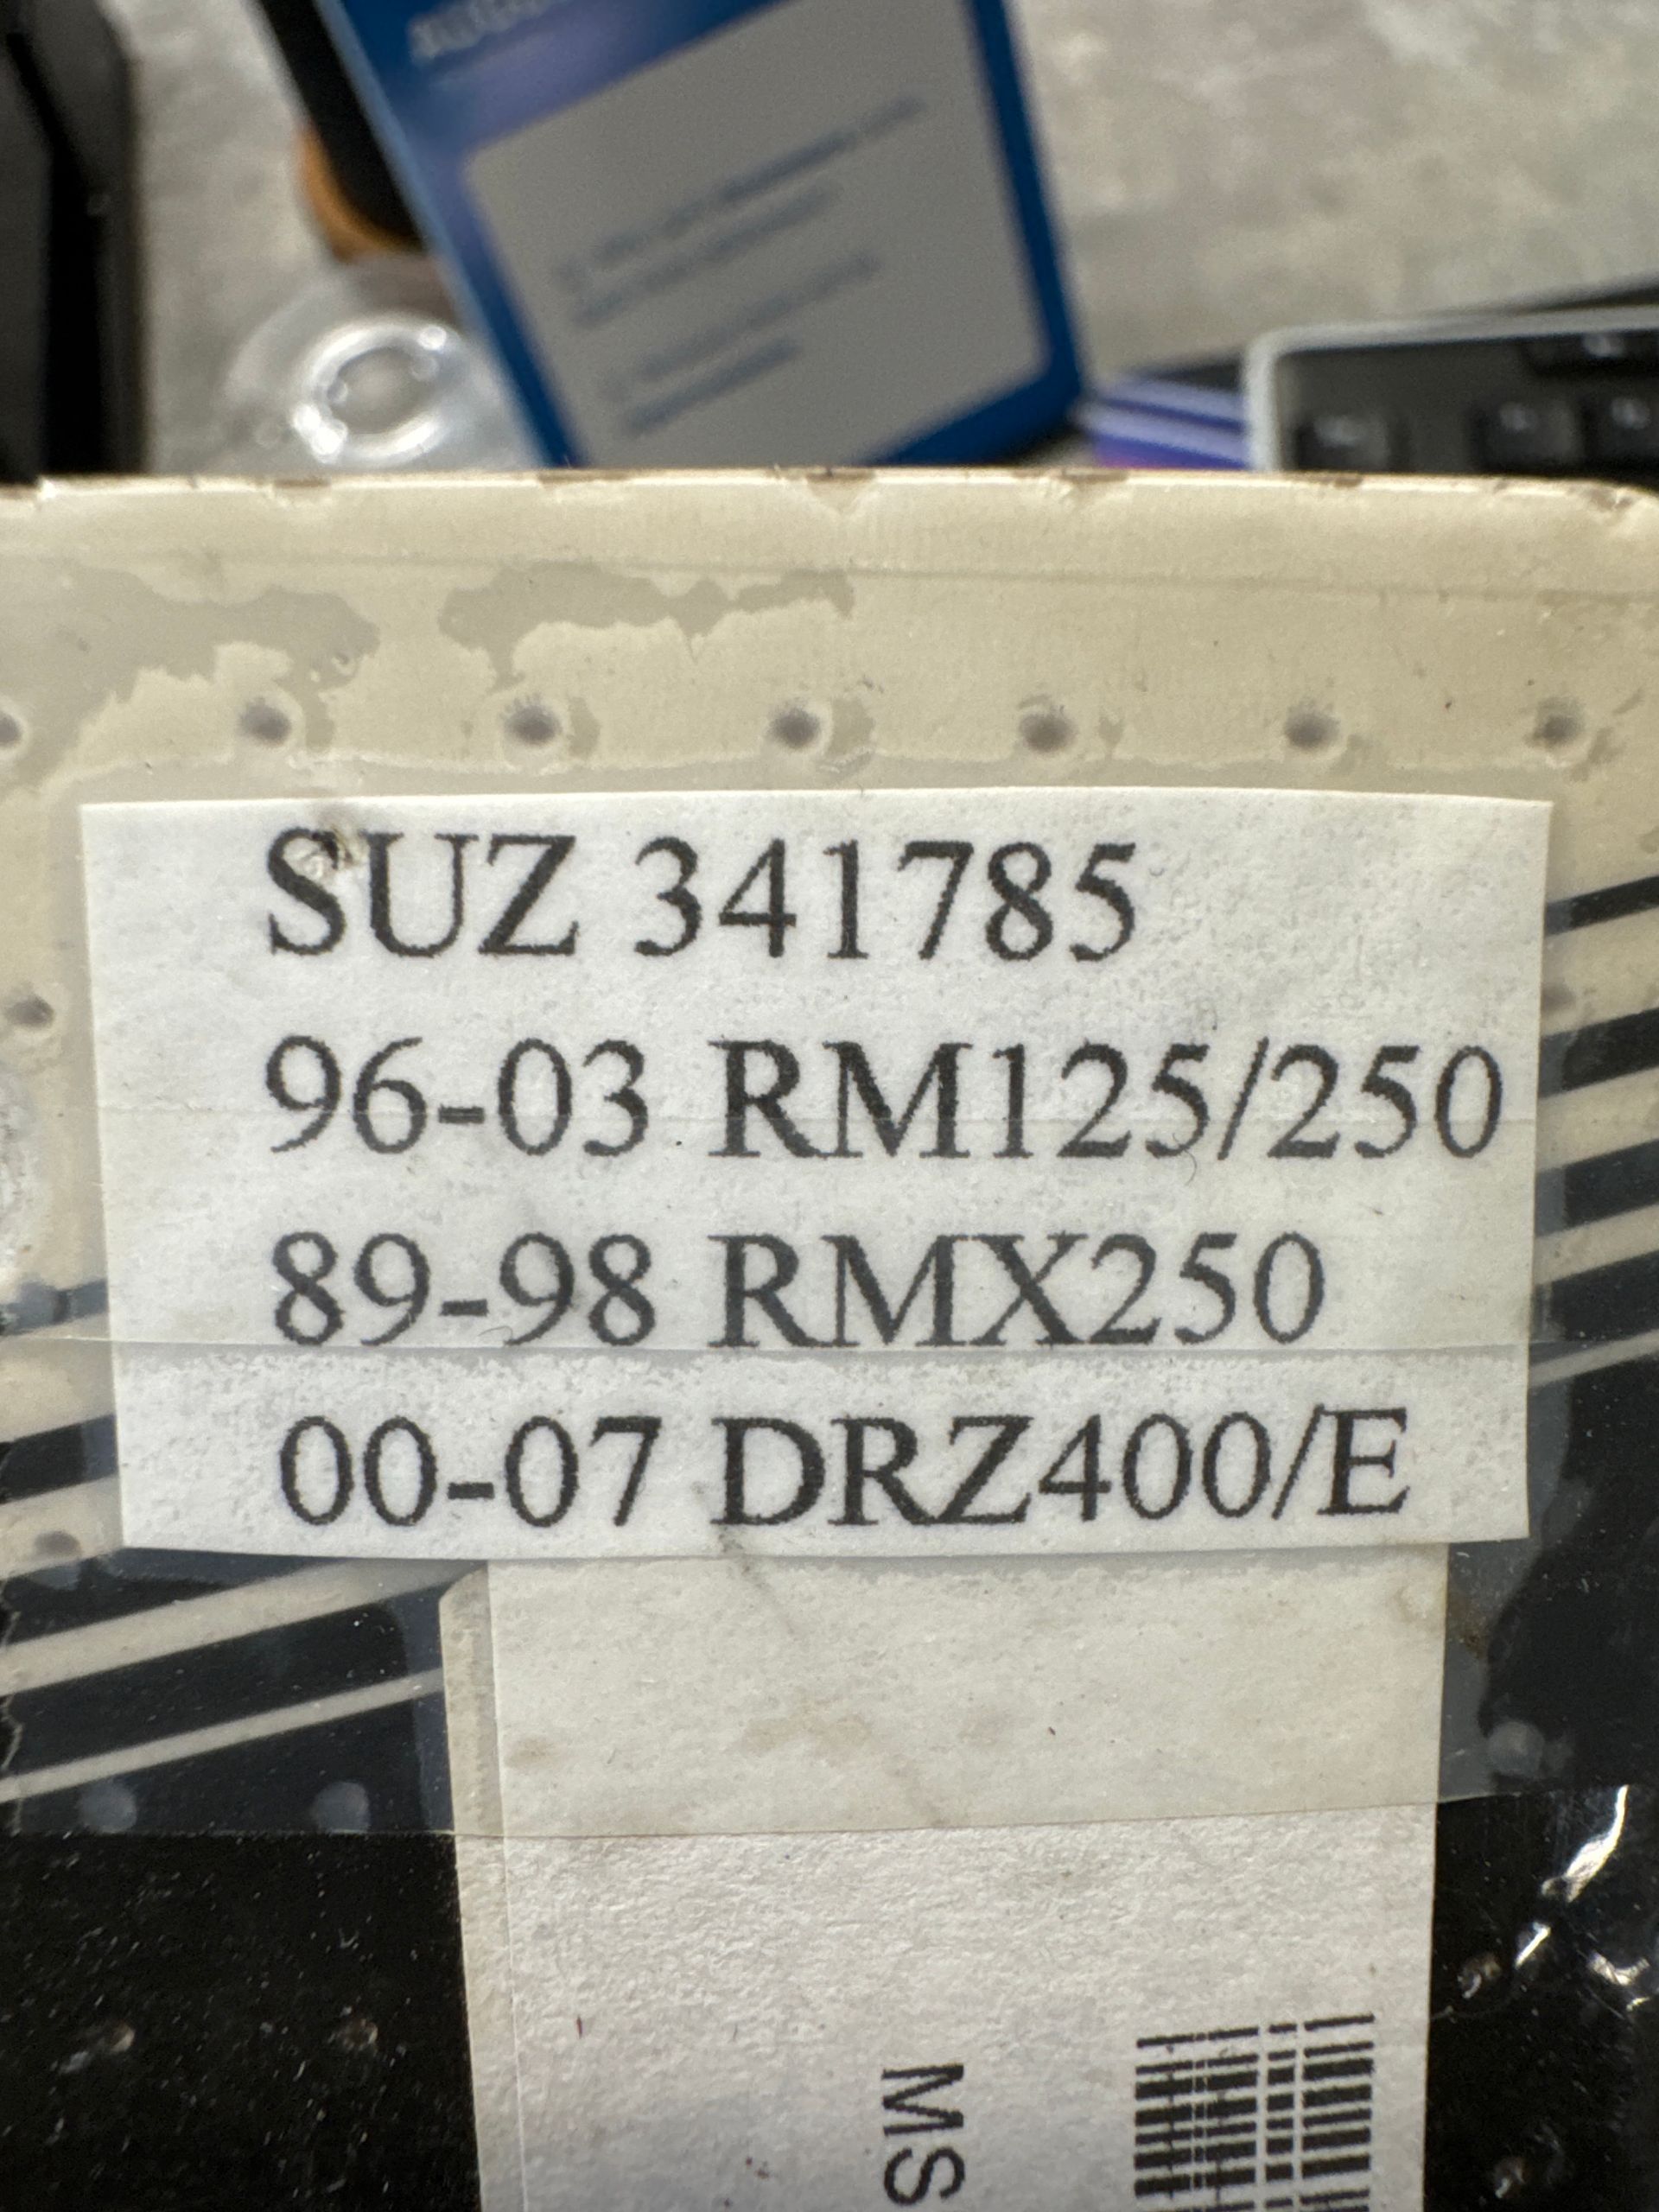 SUZ 341785
96-03 RM125/250
89-98 RMX250
00-07 DRZ400/E
MS